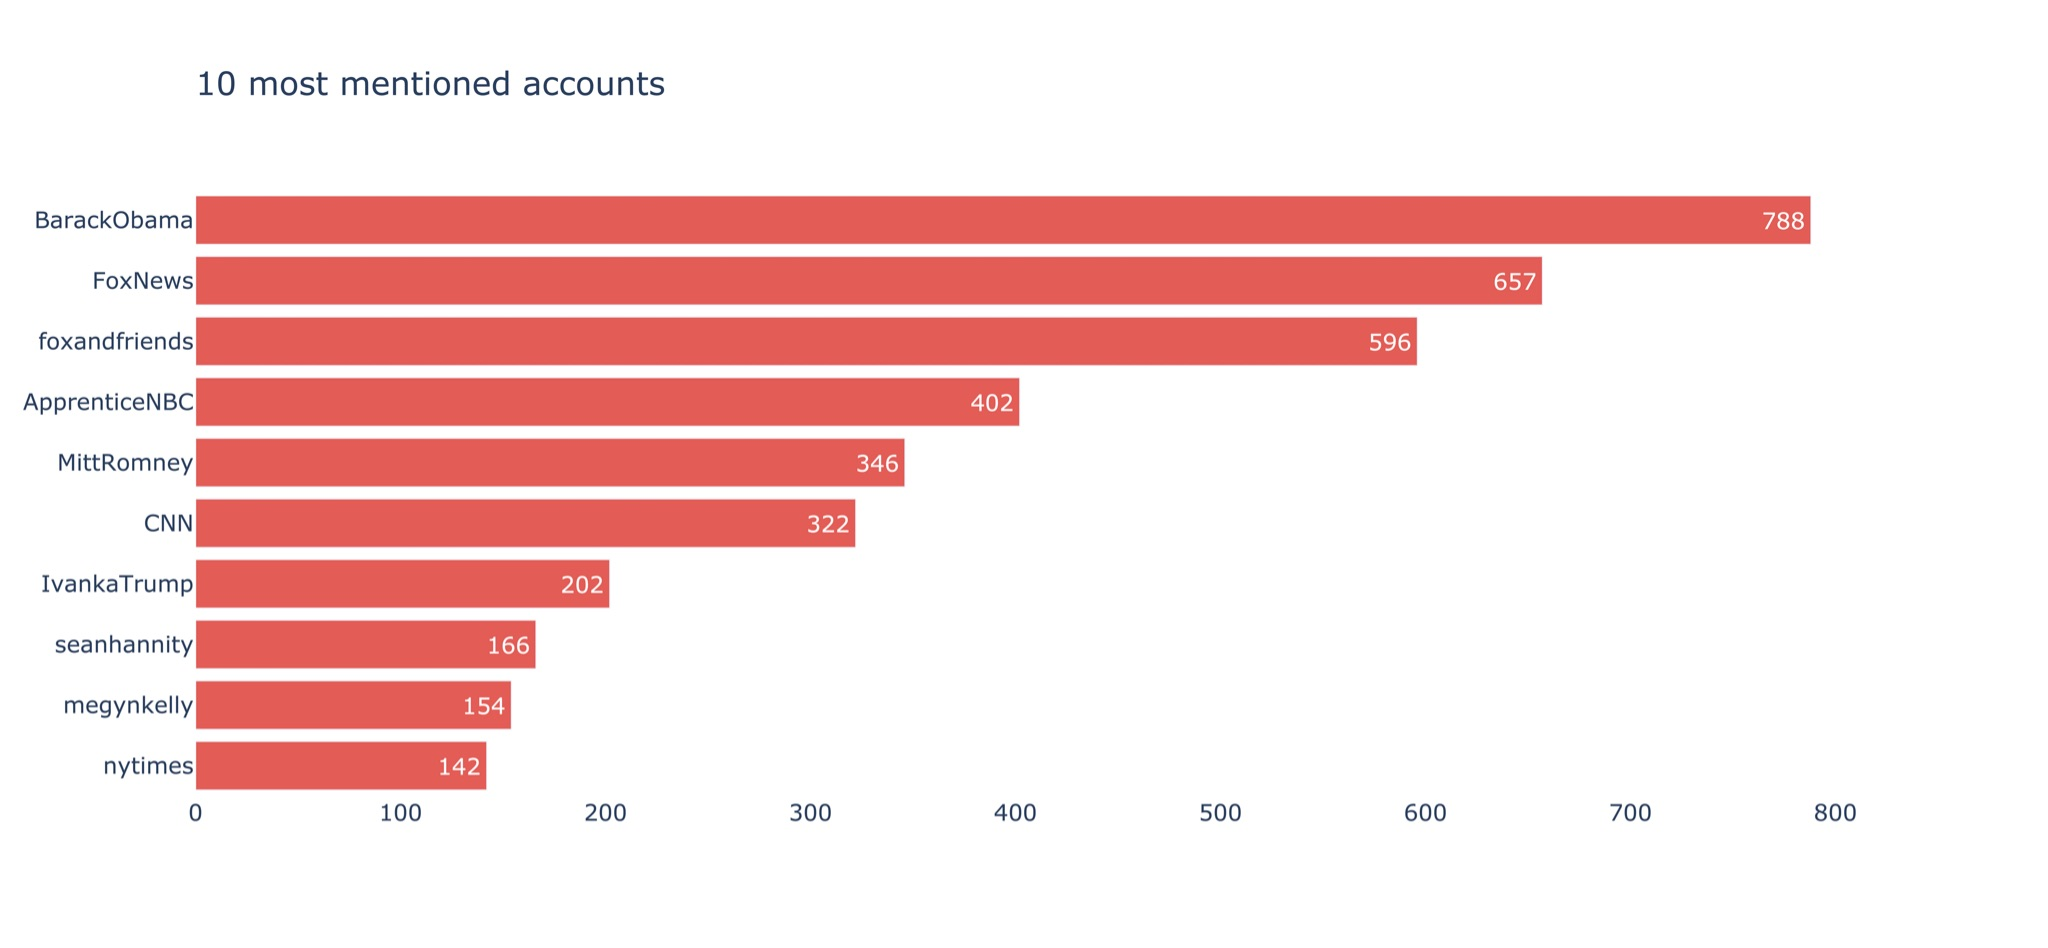 10 most mentioned accounts
BarackObama 788
FoxNews 657
foxandfriends 596
ApprenticeNBC 402
MittRomney 346
CNN 322
IvankaTrump 202
seanhannity 166
megynkelly 154
nytimes 142
0 100 200 300 400 500 600 700 800